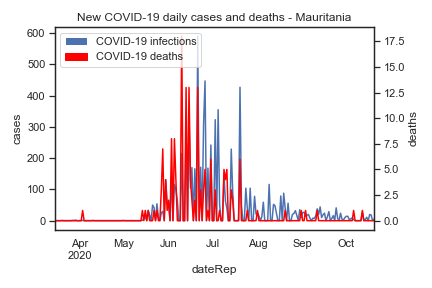 New COVID-19 daily cases and deaths - Mauritania
COVID-19 infections
COVID-19 deaths
600
500
400
300
200
100
0
cases
17.5
15.0
12.5
10.0
7.5
5.0
2.5
0.0
deaths
Apr May Jun Jul Aug Sep Oct
2020
dateRep